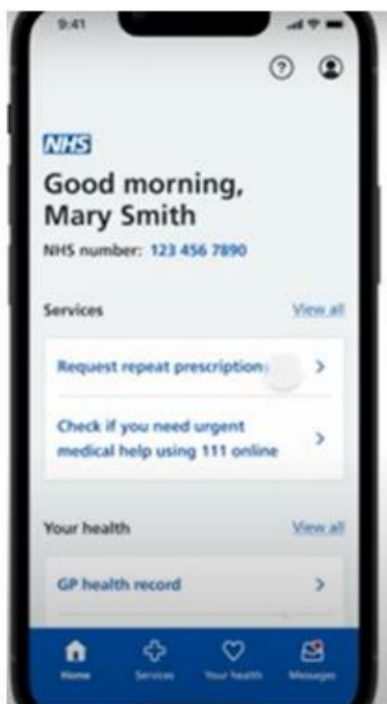 9:41
NHS
Good morning,
Mary Smith
NHS number: 123 456 7890
Services View all
Request repeat prescription
Check if you need urgent
medical help using 111 online
Your health View all
GP health record
Home Services Your health Messages